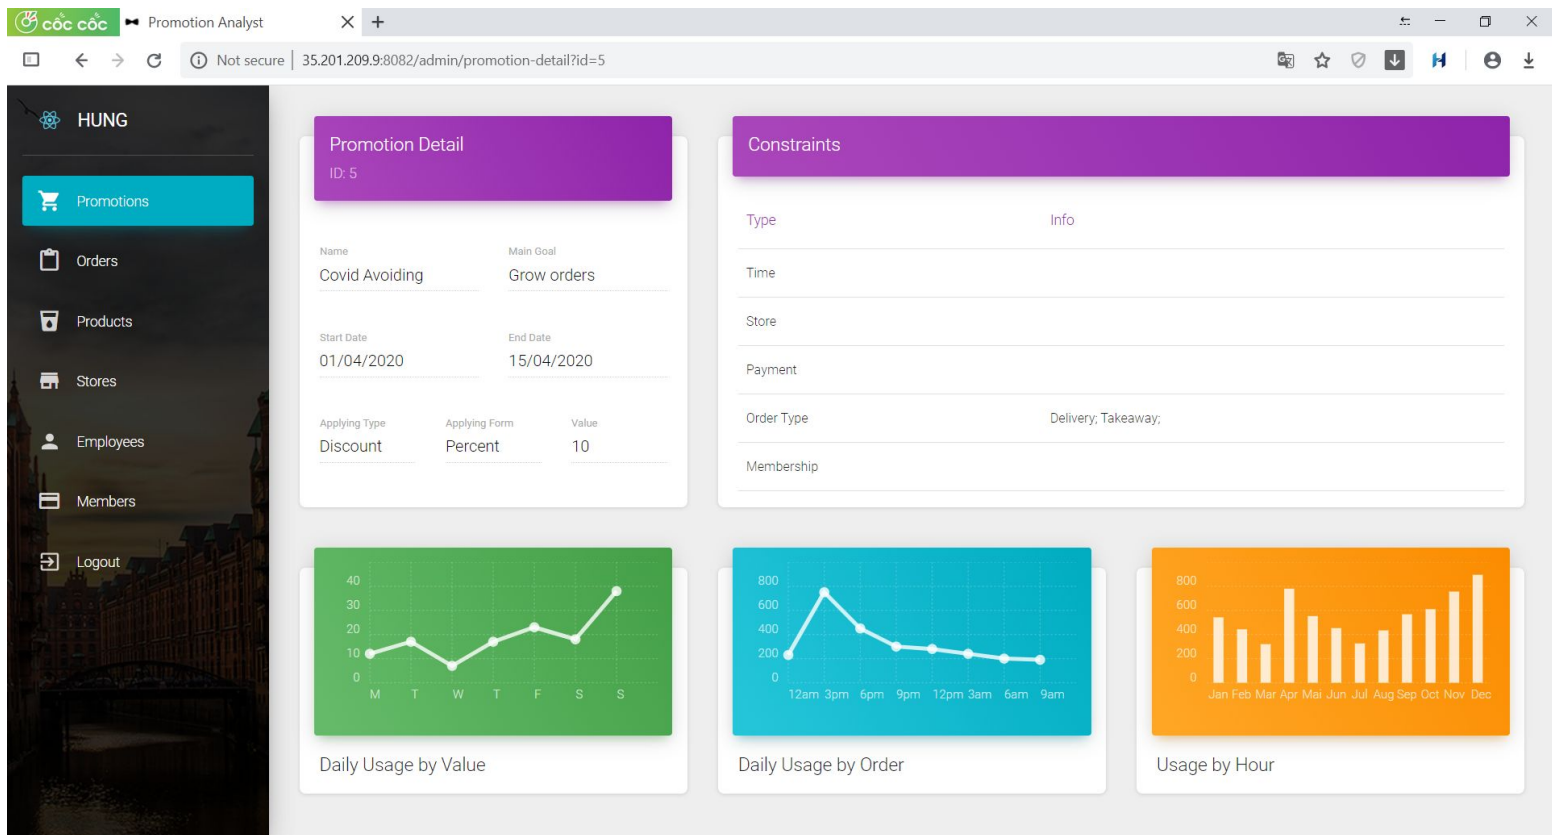 cốc cốc Promotion Analyst
Not secure 35.201.209.9:8082/admin/promotion-detail?id=5
HUNG
Promotions
Orders
Products
Stores
Employees
Members
Logout
Promotion Detail
ID: 5
Name Main Goal
Covid Avoiding Grow orders
Start Date End Date
01/04/2020 15/04/2020
Applying Type Applying Form Value
Discount Percent 10
Constraints
Type Info
Time
Store
Payment
Order Type Delivery; Takeaway;
Membership
40
30
20
10
0
M T W T F S S
Daily Usage by Value
800
600
400
200
0
12am 3pm 6pm 9pm 12pm 3am 6am 9am
Daily Usage by Order
800
600
400
200
0
Jan Feb Mar Apr Mai Jun Jul Aug Sep Oct Nov Dec
Usage by Hour